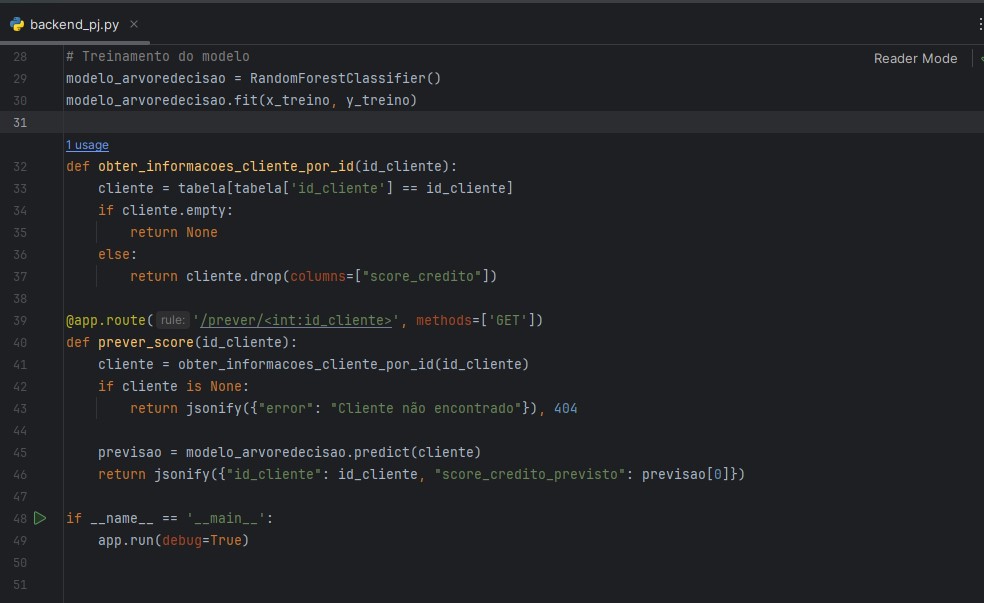 backend_pj.py ×
Reader Mode
28 # Treinamento do modelo
29 modelo_arvoredecisao = RandomForestClassifier()
30 modelo_arvoredecisao.fit(x_treino, y_treino)
31
1 usage
32 def obter_informacoes_cliente_por_id(id_cliente):
33     cliente = tabela[tabela['id_cliente'] == id_cliente]
34     if cliente.empty:
35         return None
36     else:
37         return cliente.drop(columns=["score_credito"])
38
39 @app.route( rule: '/prever/<int:id_cliente>', methods=['GET'])
40 def prever_score(id_cliente):
41     cliente = obter_informacoes_cliente_por_id(id_cliente)
42     if cliente is None:
43         return jsonify({"error": "Cliente não encontrado"}), 404
44
45     previsao = modelo_arvoredecisao.predict(cliente)
46     return jsonify({"id_cliente": id_cliente, "score_credito_previsto": previsao[0]})
47
48 if __name__ == '__main__':
49     app.run(debug=True)
50
51